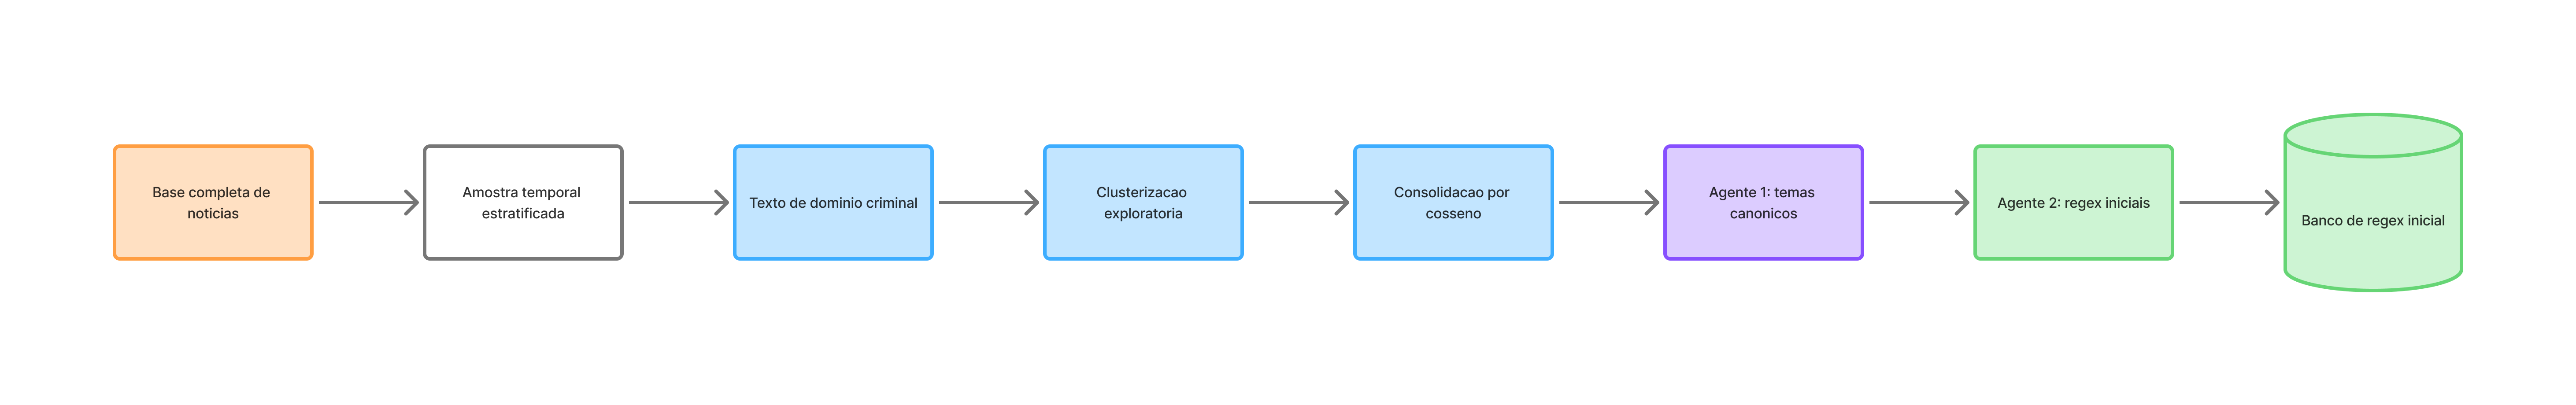 Base completa de
noticias
Amostra temporal
estratificada
Texto de dominio criminal
Clusterizacao
exploratoria
Consolidacao por
cosseno
Agente 1: temas
canonicos
Agente 2: regex iniciais
Banco de regex inicial